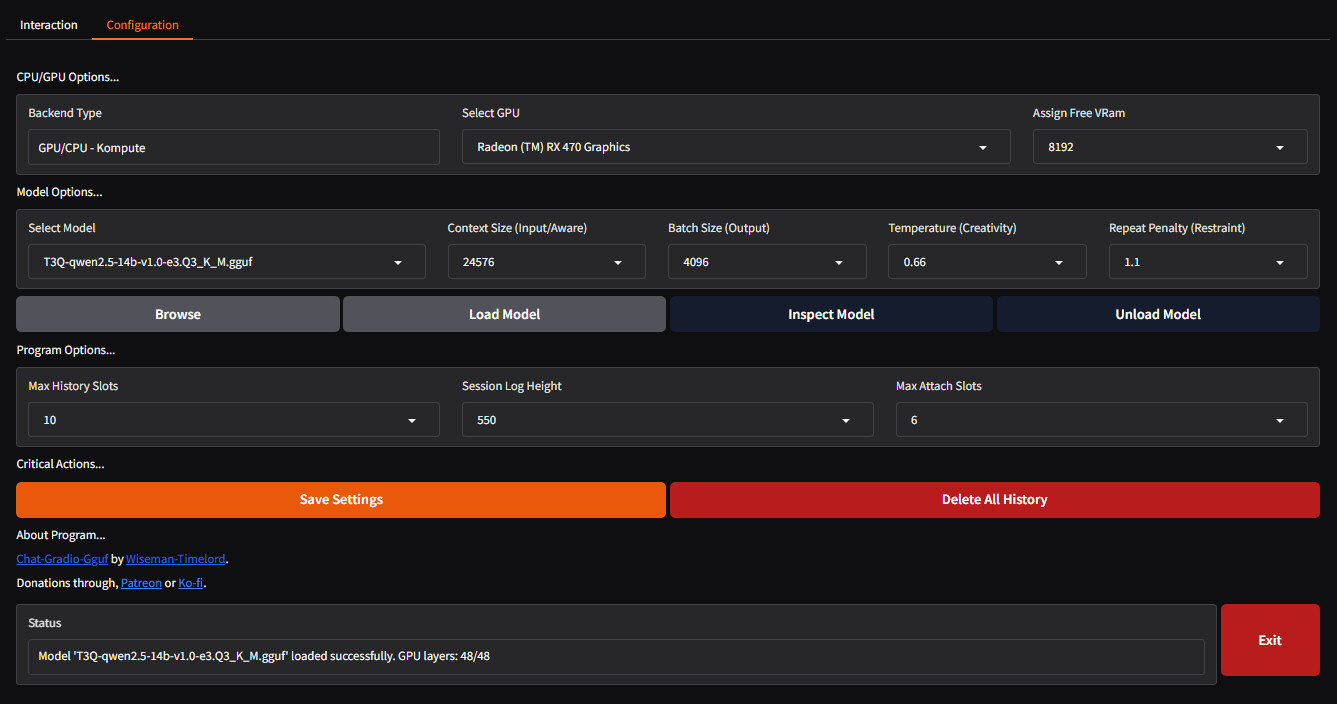 Interaction Configuration
CPU/GPU Options...
Backend Type Select GPU Assign Free VRam
GPU/CPU - Kompute Radeon (TM) RX 470 Graphics 8192
Model Options...
Select Model Context Size (Input/Aware) Batch Size (Output) Temperature (Creativity) Repeat Penalty (Restraint)
T3Q-qwen2.5-14b-v1.0-e3.Q3_K_M.gguf 24576 4096 0.66 1.1
Browse Load Model Inspect Model Unload Model
Program Options...
Max History Slots Session Log Height Max Attach Slots
10 550 6
Critical Actions...
Save Settings Delete All History
About Program...
Chat-Gradio-Gguf by Wiseman-Timelord.
Donations through, Patreon or Ko-fi.
Status
Model 'T3Q-qwen2.5-14b-v1.0-e3.Q3_K_M.gguf' loaded successfully. GPU layers: 48/48
Exit